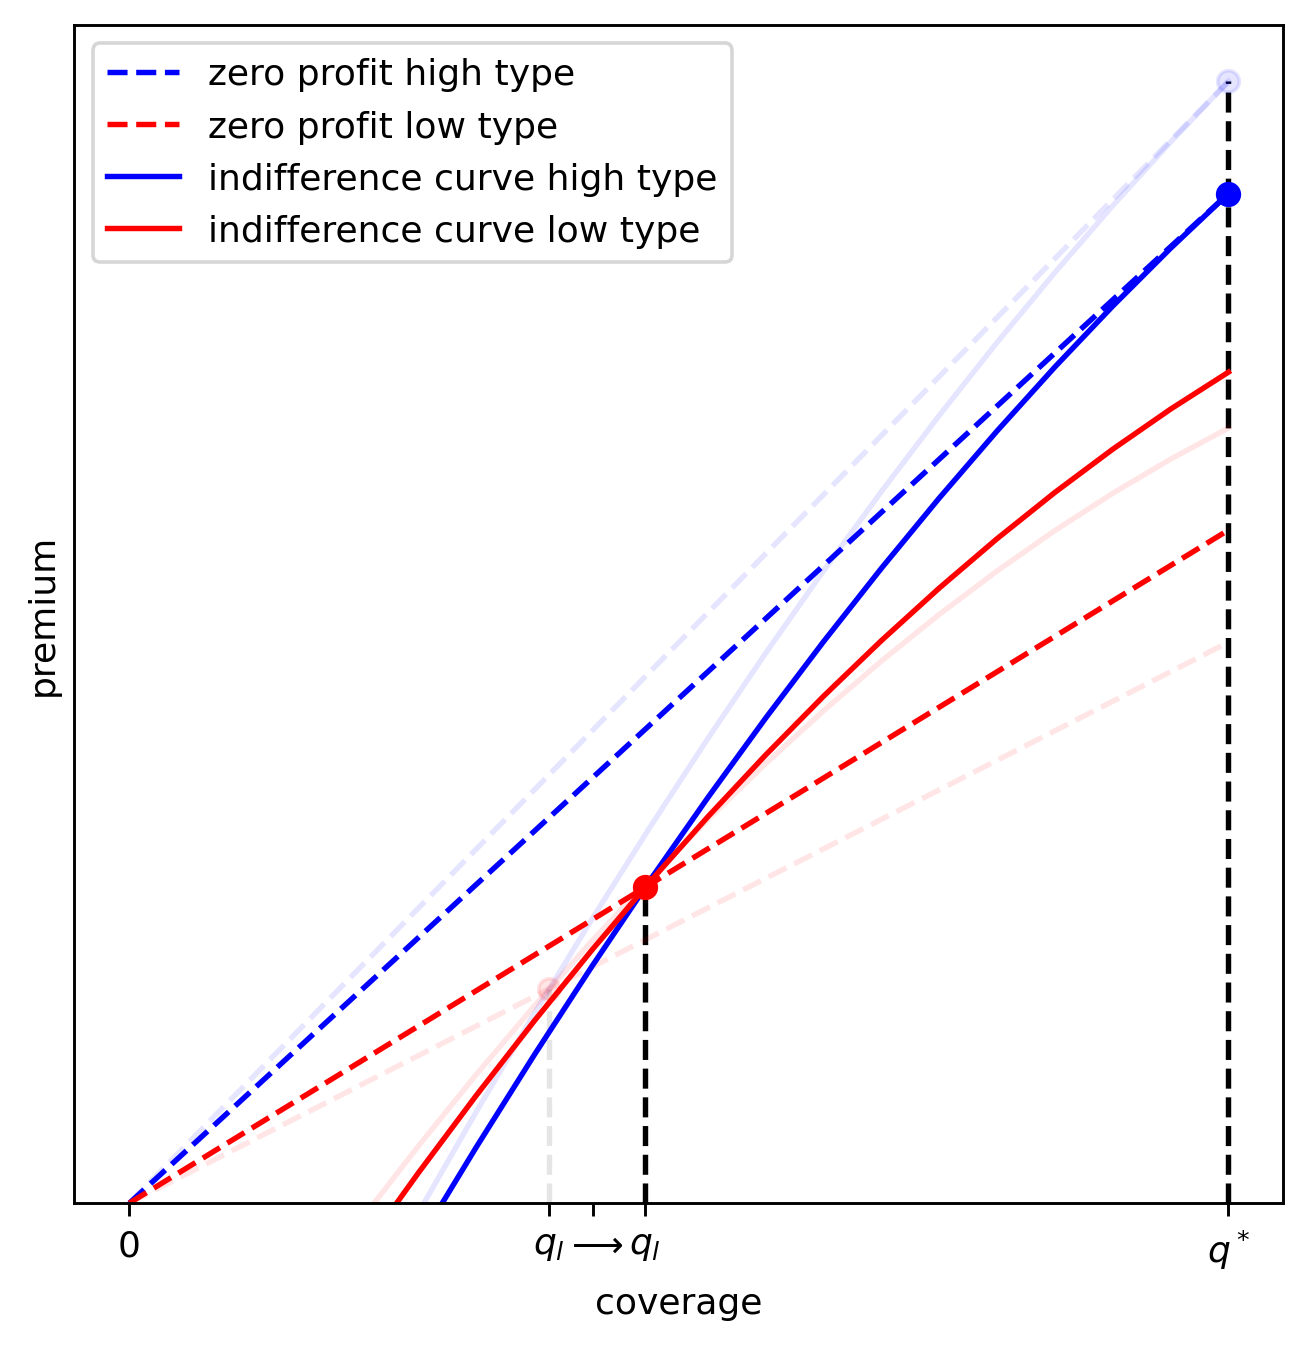 zero profit high type
zero profit low type
indifference curve high type
indifference curve low type
premium
0
q_l ⟶ q_l
q*
coverage